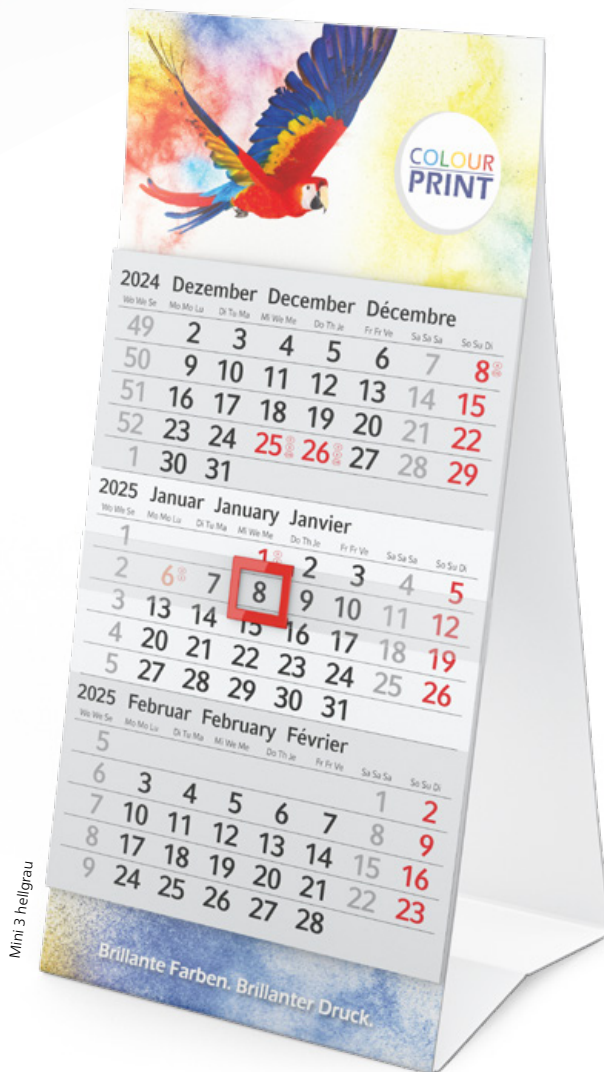 COLOUR
PRINT
2024 Dezember December Décembre
Wo We Se Mo Mo Lu Di Tu Ma Mi We Me Do Th Je Fr Fr Ve Sa Sa Sa So Su Di
49 2 3 4 5 6 7 8
50 9 10 11 12 13 14 15
51 16 17 18 19 20 21 22
52 23 24 25 26 27 28 29
1 30 31
2025 Januar January Janvier
Wo We Se Mo Mo Lu Di Tu Ma Mi We Me Do Th Je Fr Fr Ve Sa Sa Sa So Su Di
1 1 2 3 4 5
2 6 7 8 9 10 11 12
3 13 14 15 16 17 18 19
4 20 21 22 23 24 25 26
5 27 28 29 30 31
2025 Februar February Février
Wo We Se Mo Mo Lu Di Tu Ma Mi We Me Do Th Je Fr Fr Ve Sa Sa Sa So Su Di
5 1 2
6 3 4 5 6 7 8 9
7 10 11 12 13 14 15 16
8 17 18 19 20 21 22 23
9 24 25 26 27 28
Brillante Farben. Brillanter Druck.
Mini 3 hellgrau